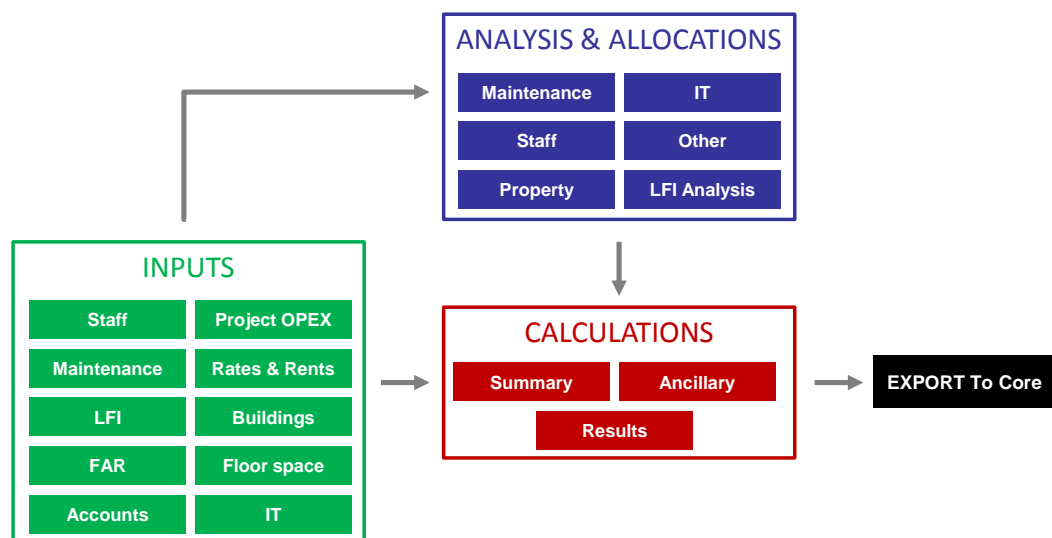 ANALYSIS & ALLOCATIONS
Maintenance IT
Staff Other
Property LFI Analysis
INPUTS
Staff Project OPEX
Maintenance Rates & Rents
LFI Buildings
FAR Floor space
Accounts IT
CALCULATIONS
Summary Ancillary
Results
EXPORT To Core